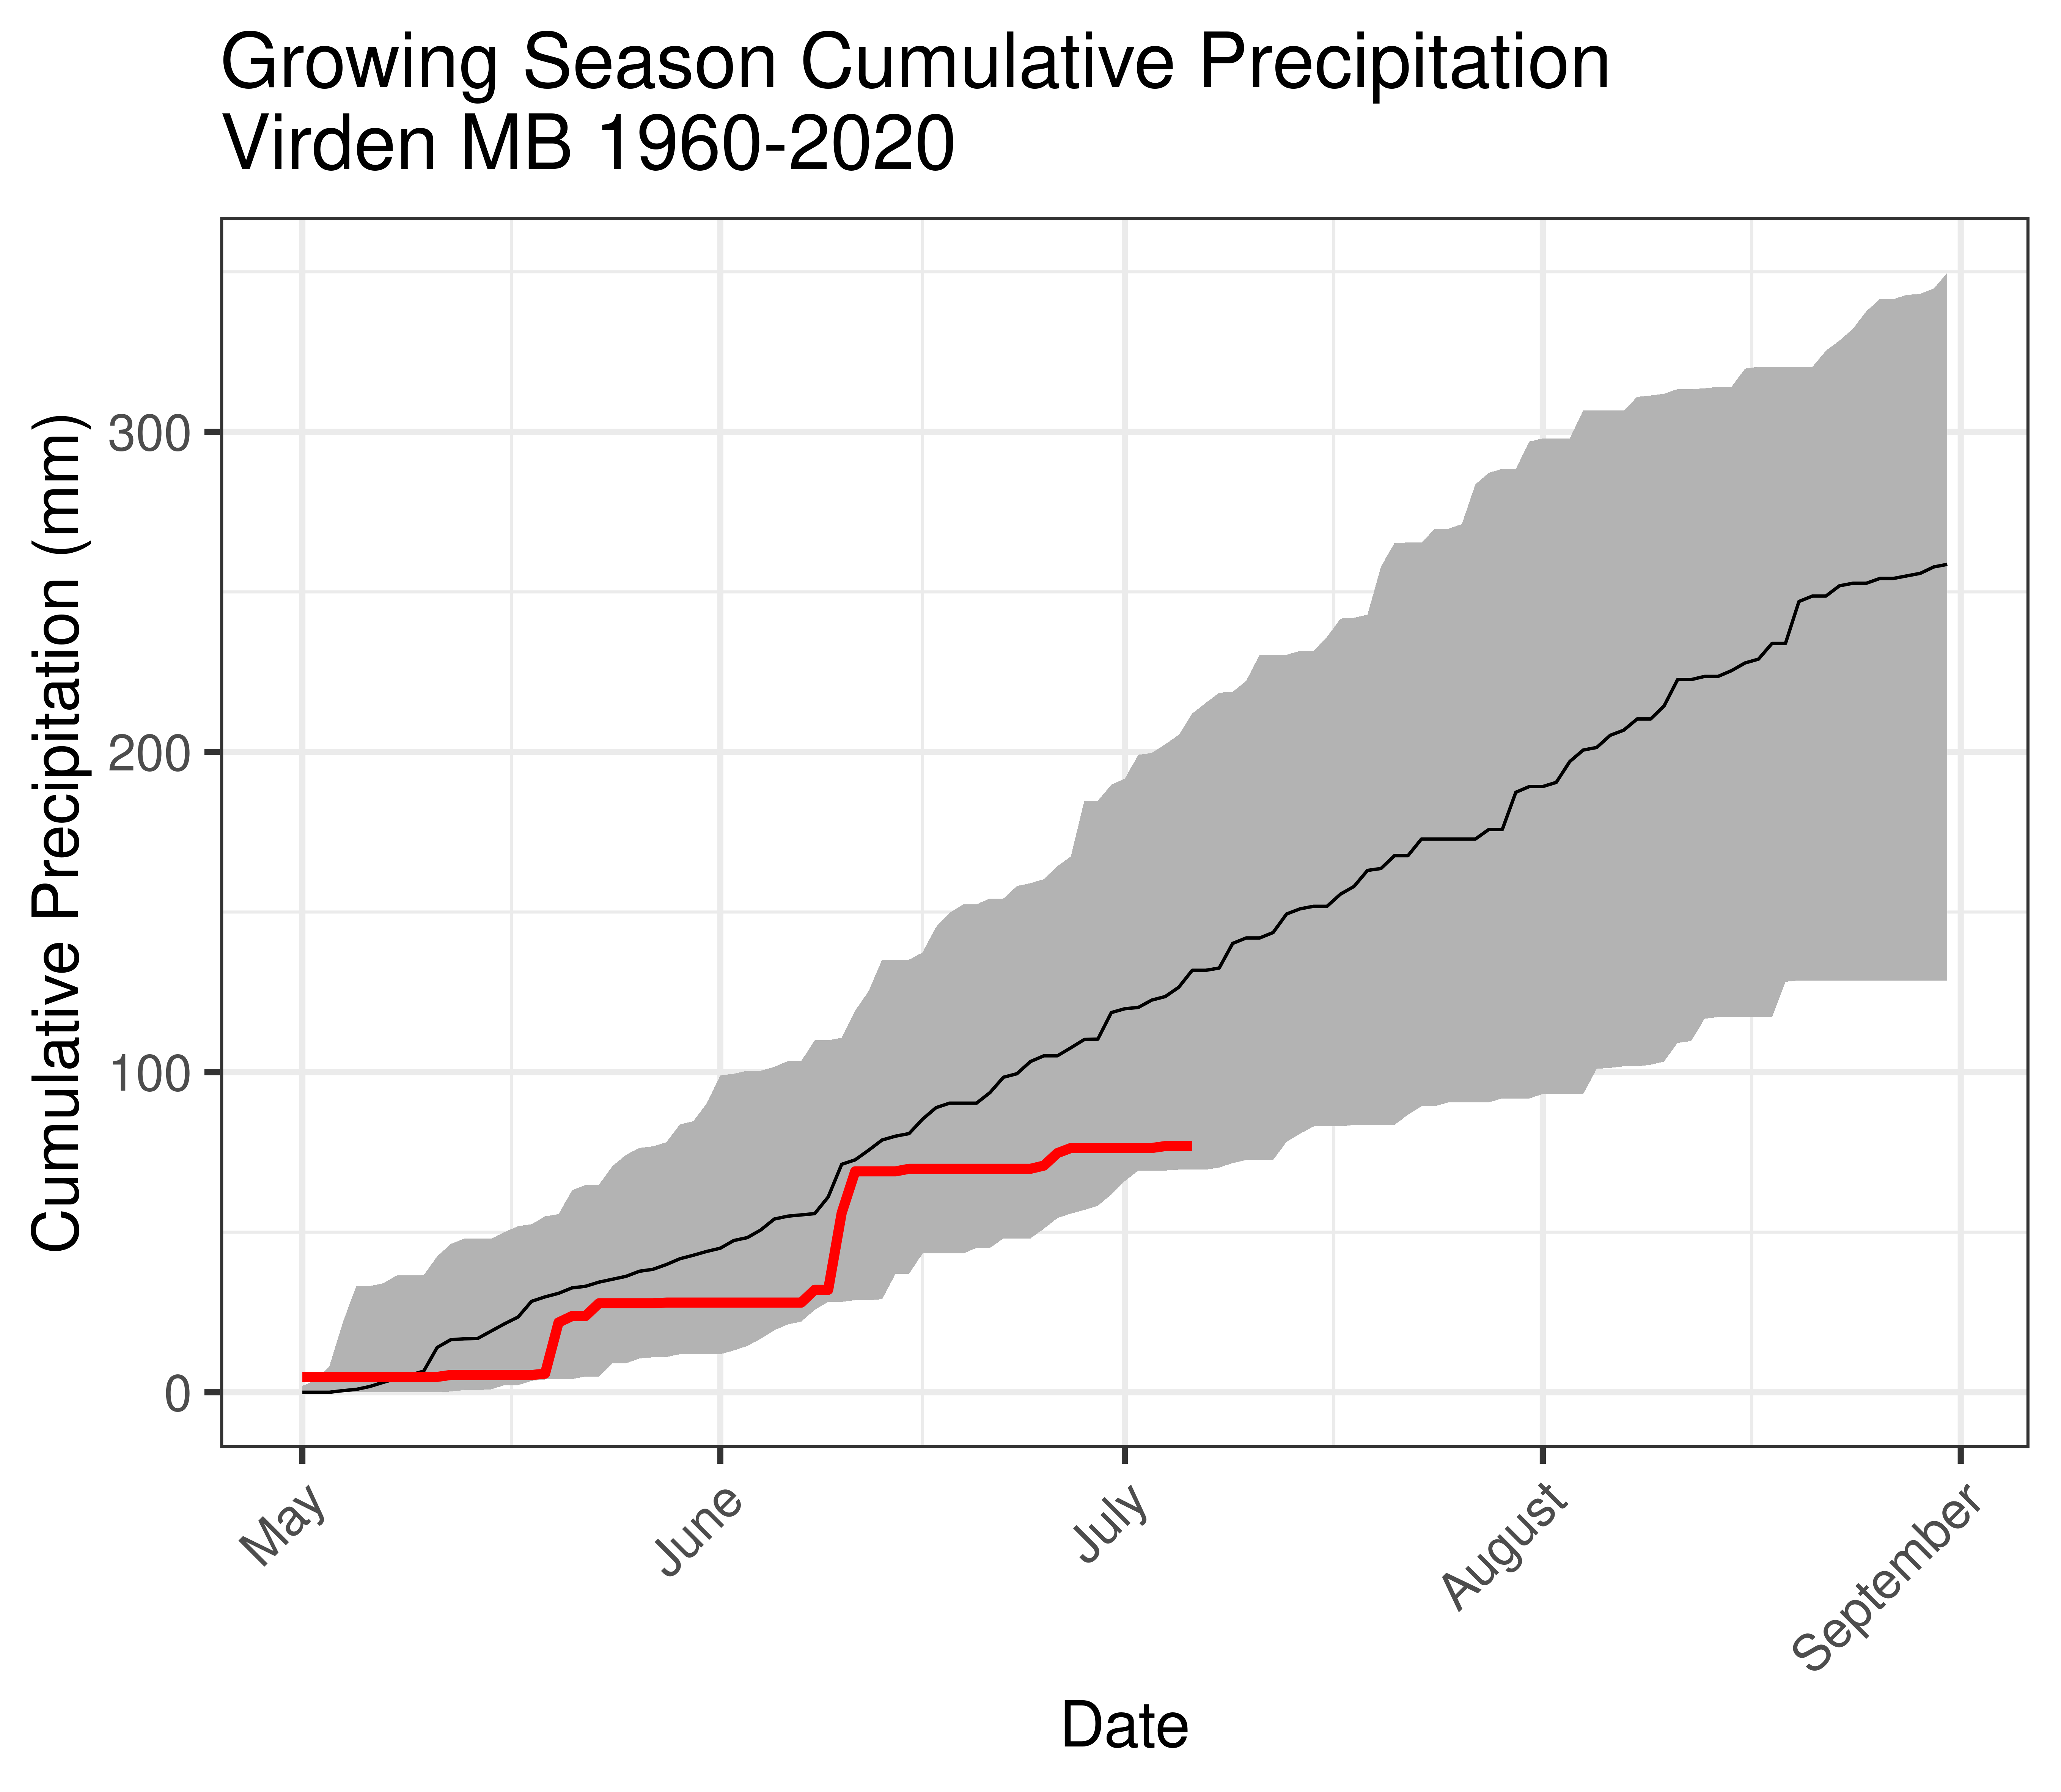 Growing Season Cumulative Precipitation
Virden MB 1960-2020
Cumulative Precipitation (mm)
300
200
100
0
May
June
July
August
September
Date